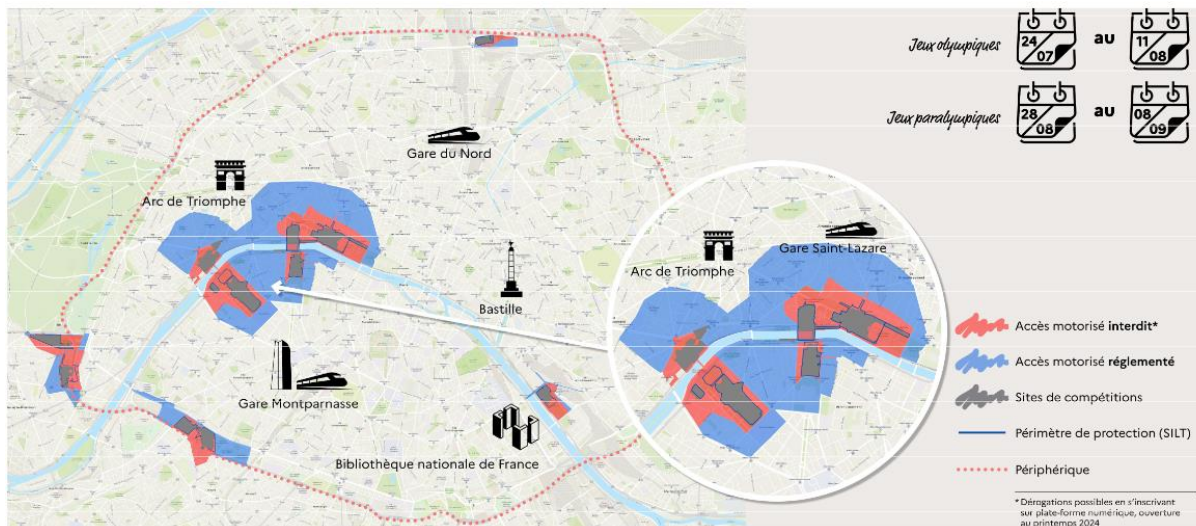 Jeux olympiques
24
07
au
11
08
Jeux paralympiques
28
08
au
08
09
Gare du Nord
Arc de Triomphe
Bastille
Gare Montparnasse
Bibliothèque nationale de France
Gare Saint-Lazare
Arc de Triomphe
Accès motorisé interdit*
Accès motorisé réglementé
Sites de compétitions
Périmètre de protection (SILT)
Périphérique
* Dérogations possibles en s'inscrivant
sur plate-forme numérique, ouverture
au printemps 2024